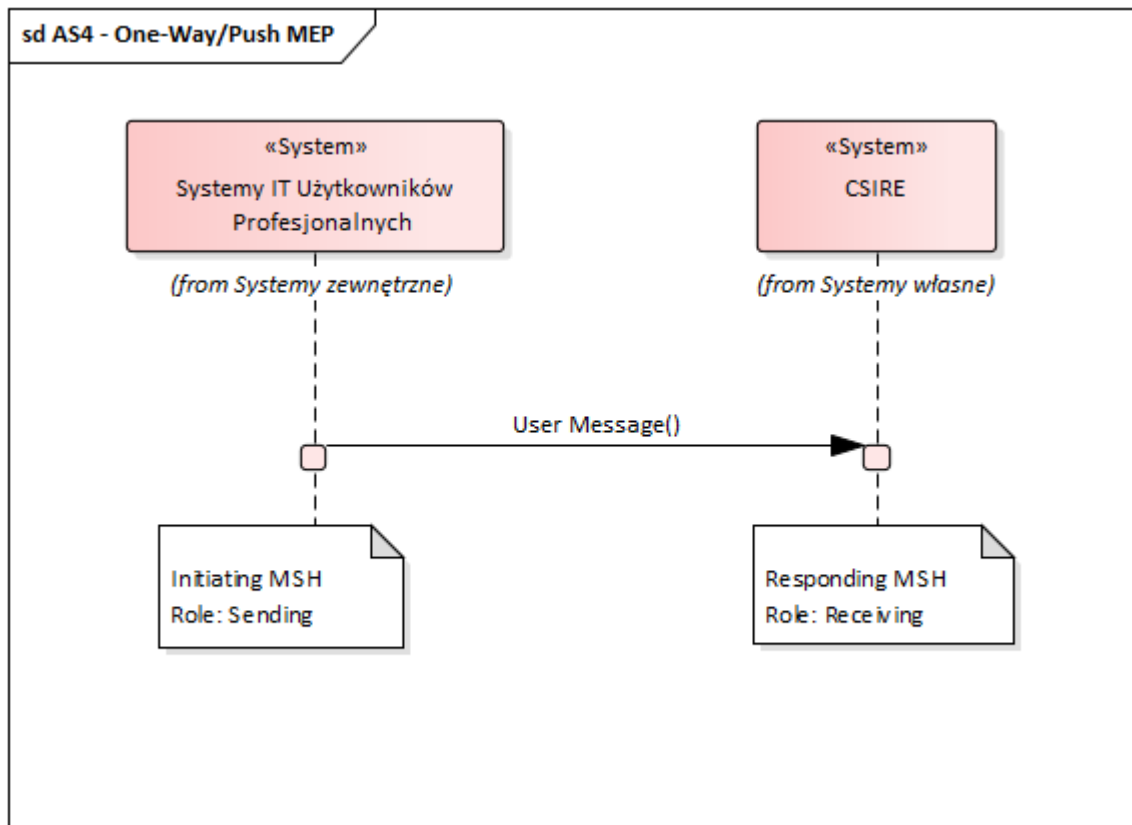 sd AS4 - One-Way/Push MEP
«System»
Systemy IT Użytkowników
Profesjonalnych
(from Systemy zewnętrzne)
«System»
CSIRE
(from Systemy własne)
User Message()
Initiating MSH
Role: Sending
Responding MSH
Role: Receiving